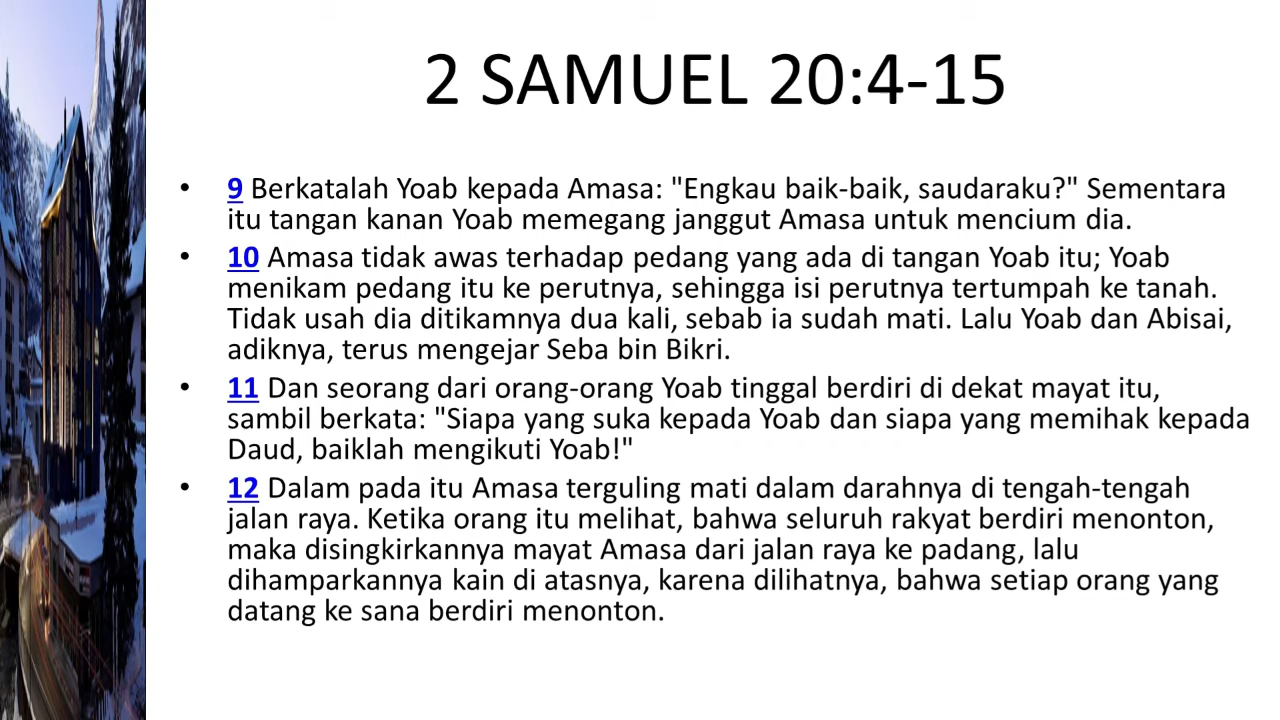 2 SAMUEL 20:4-15
• 9 Berkatalah Yoab kepada Amasa: "Engkau baik-baik, saudaraku?" Sementara
itu tangan kanan Yoab memegang janggut Amasa untuk mencium dia.
• 10 Amasa tidak awas terhadap pedang yang ada di tangan Yoab itu; Yoab
menikam pedang itu ke perutnya, sehingga isi perutnya tertumpah ke tanah.
Tidak usah dia ditikamnya dua kali, sebab ia sudah mati. Lalu Yoab dan Abisai,
adiknya, terus mengejar Seba bin Bikri.
• 11 Dan seorang dari orang-orang Yoab tinggal berdiri di dekat mayat itu,
sambil berkata: "Siapa yang suka kepada Yoab dan siapa yang memihak kepada
Daud, baiklah mengikuti Yoab!"
• 12 Dalam pada itu Amasa terguling mati dalam darahnya di tengah-tengah
jalan raya. Ketika orang itu melihat, bahwa seluruh rakyat berdiri menonton,
maka disingkirkannya mayat Amasa dari jalan raya ke padang, lalu
dihamparkannya kain di atasnya, karena dilihatnya, bahwa setiap orang yang
datang ke sana berdiri menonton.